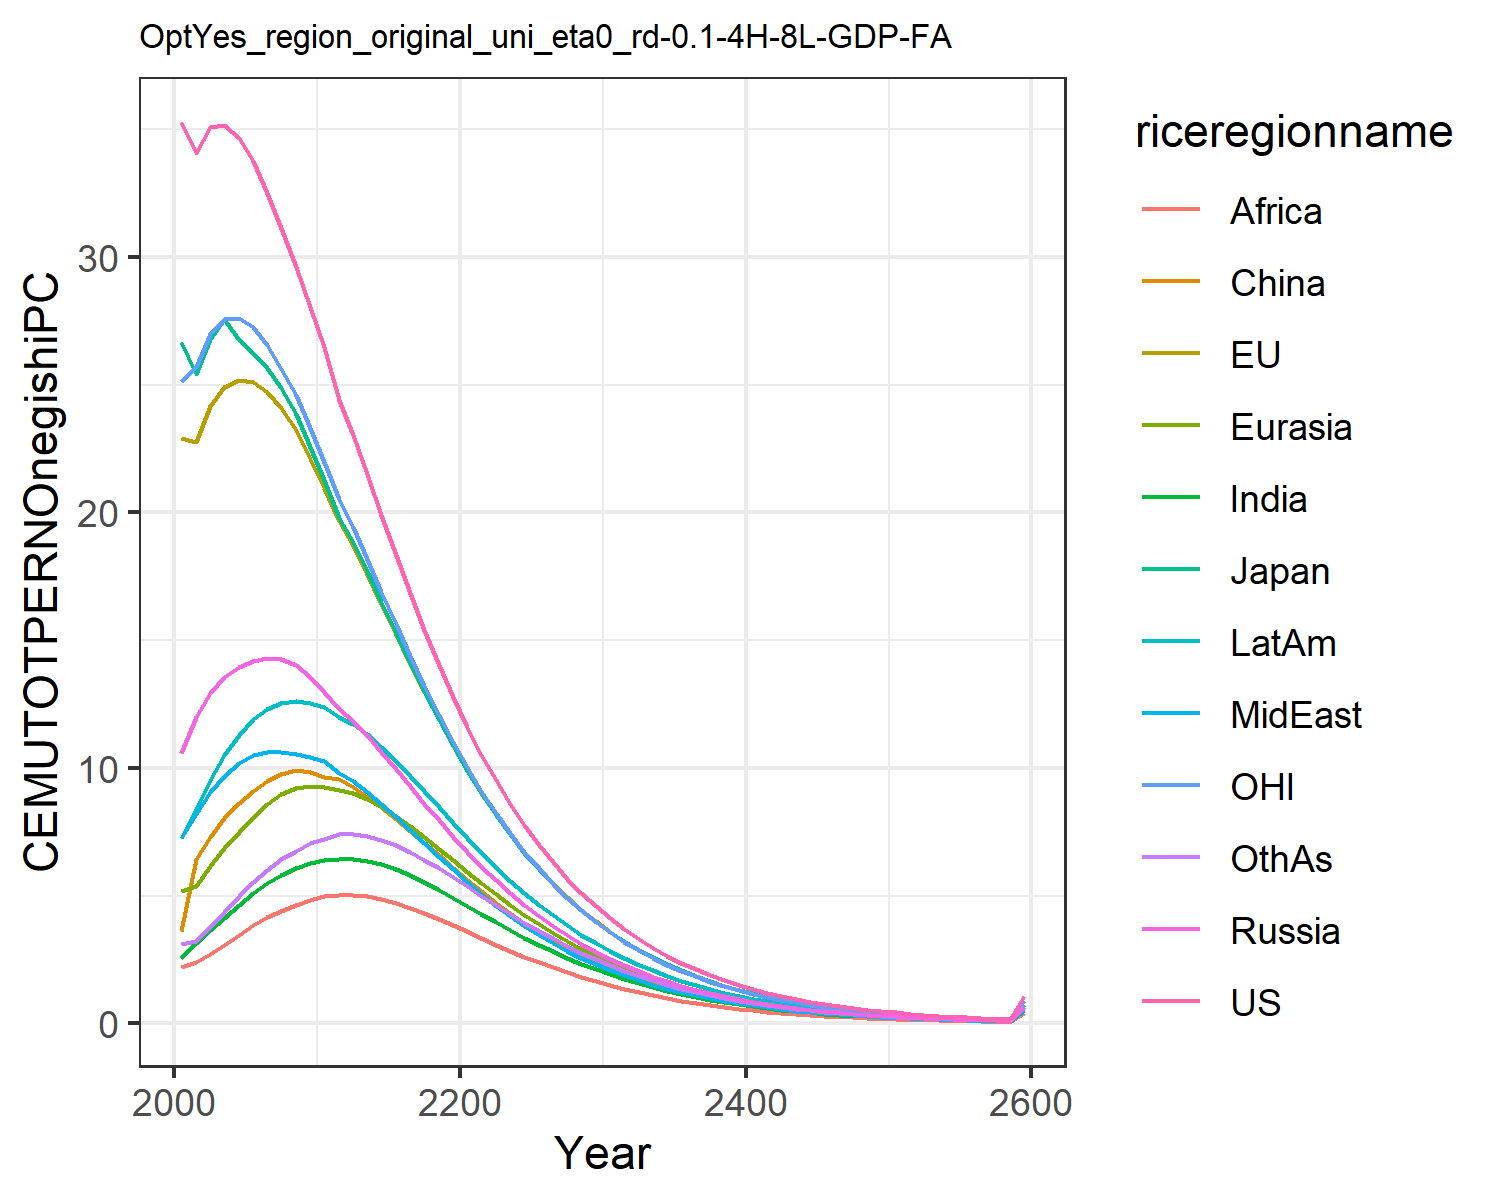 OptYes_region_original_uni_eta0_rd-0.1-4H-8L-GDP-FA
CEMUTOTPERNOnegishiPC
30
20
10
0
2000
2200
2400
2600
Year
riceregionname
Africa
China
EU
Eurasia
India
Japan
LatAm
MidEast
OHI
OthAs
Russia
US